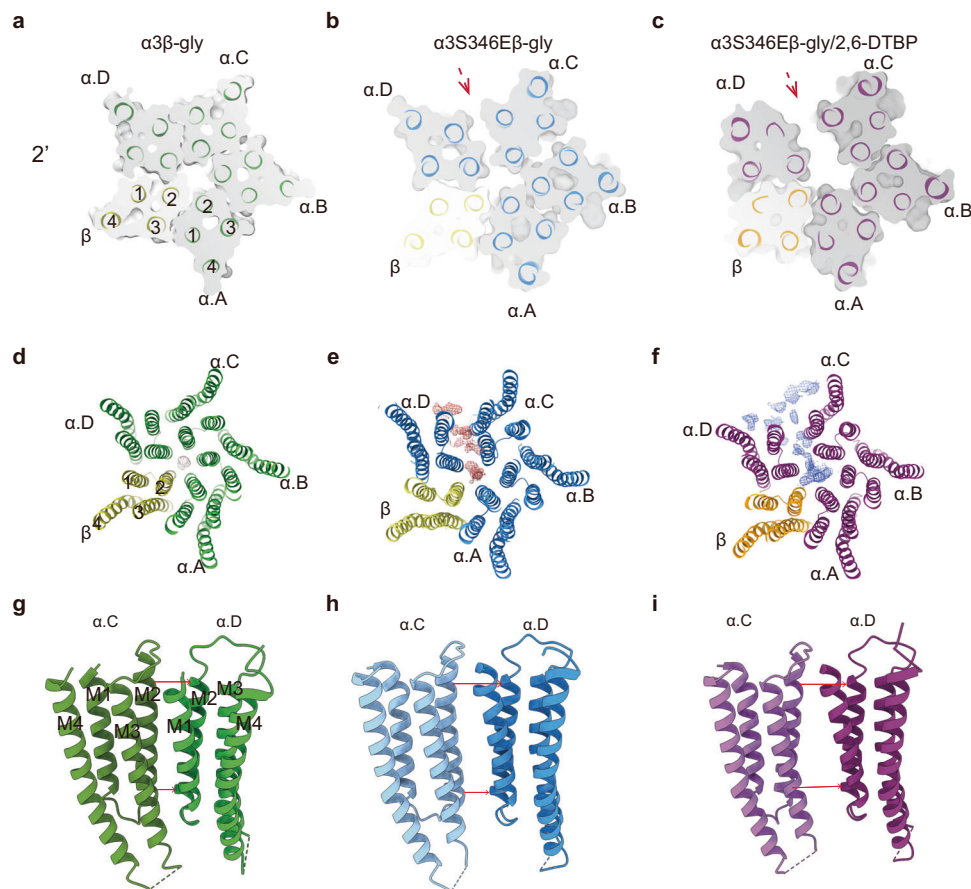 a
b
c
α3β-gly
α3S346Eβ-gly
α3S346Eβ-gly/2,6-DTBP
α.D
α.C
α.D
α.C
α.D
α.C
2’
1
2
2
4
3
1
3
4
β
α.B
α.A
β
α.B
α.A
β
α.B
α.A
d
e
f
α.C
α.D
α.B
1
2
4
3
β
α.A
α.D
α.C
β
α.B
α.A
α.C
α.D
α.B
β
α.A
g
h
i
α.C
α.D
α.C
α.D
α.C
α.D
M1
M2
M4
M3
M2
M3
M1
M4